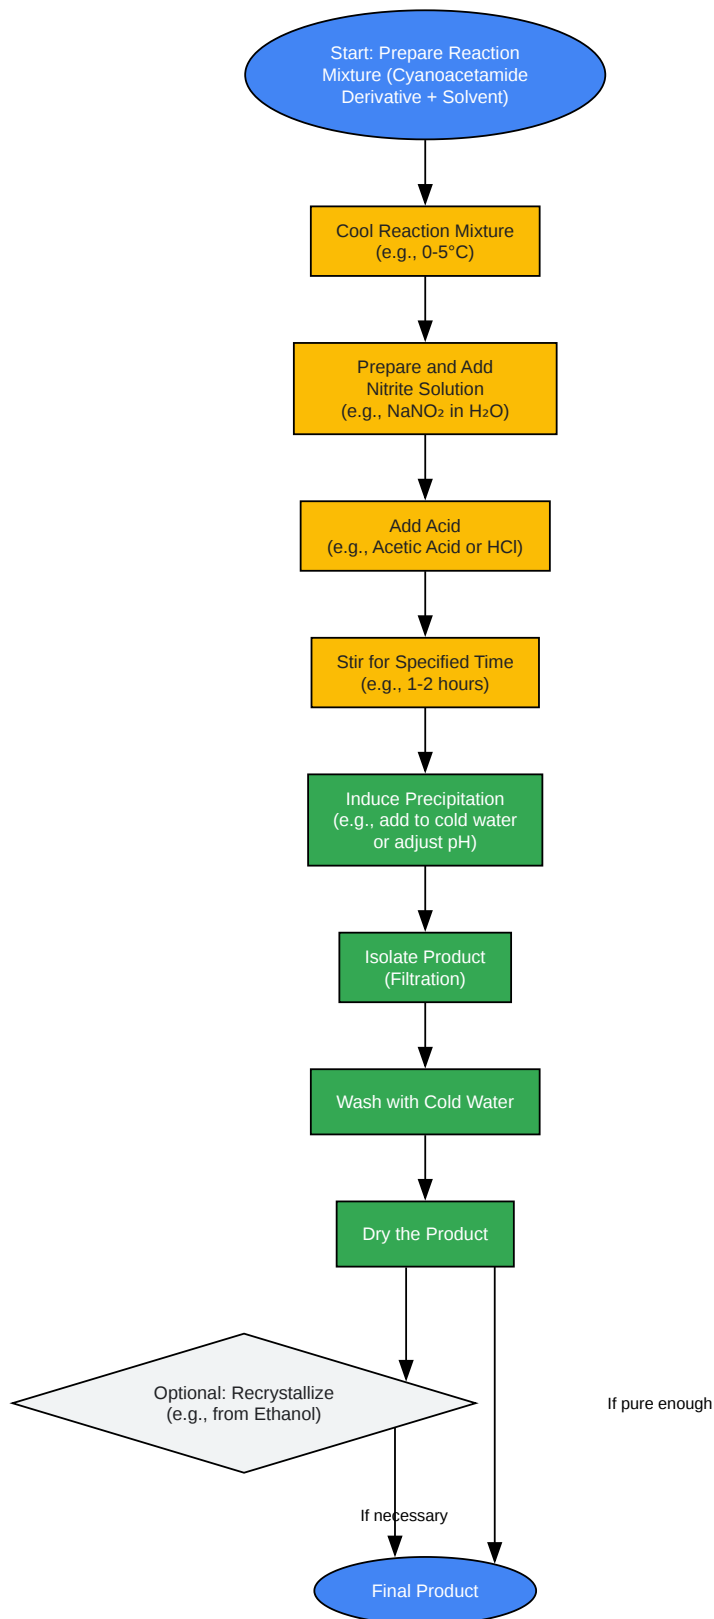 Start: Prepare Reaction
Mixture (Cyanoacetamide
Derivative + Solvent)
Cool Reaction Mixture
(e.g., 0-5°C)
Prepare and Add
Nitrite Solution
(e.g., NaNO₂ in H₂O)
Add Acid
(e.g., Acetic Acid or HCl)
Stir for Specified Time
(e.g., 1-2 hours)
Induce Precipitation
(e.g., add to cold water
or adjust pH)
Isolate Product
(Filtration)
Wash with Cold Water
Dry the Product
Optional: Recrystallize
(e.g., from Ethanol)
If pure enough
If necessary
Final Product